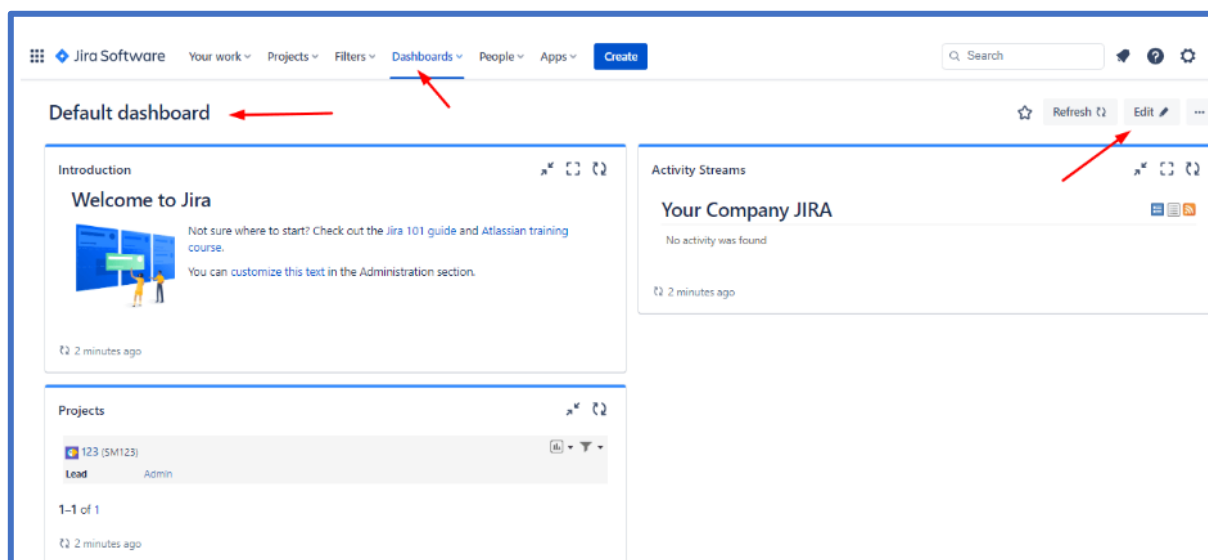 Jira Software Your work Projects Filters Dashboards People Apps Create Search
Default dashboard Refresh Edit
Introduction
Welcome to Jira
Not sure where to start? Check out the Jira 101 guide and Atlassian training
course.
You can customize this text in the Administration section.
2 minutes ago
Activity Streams
Your Company JIRA
No activity was found
2 minutes ago
Projects
123 (SM123)
Lead Admin
1–1 of 1
2 minutes ago